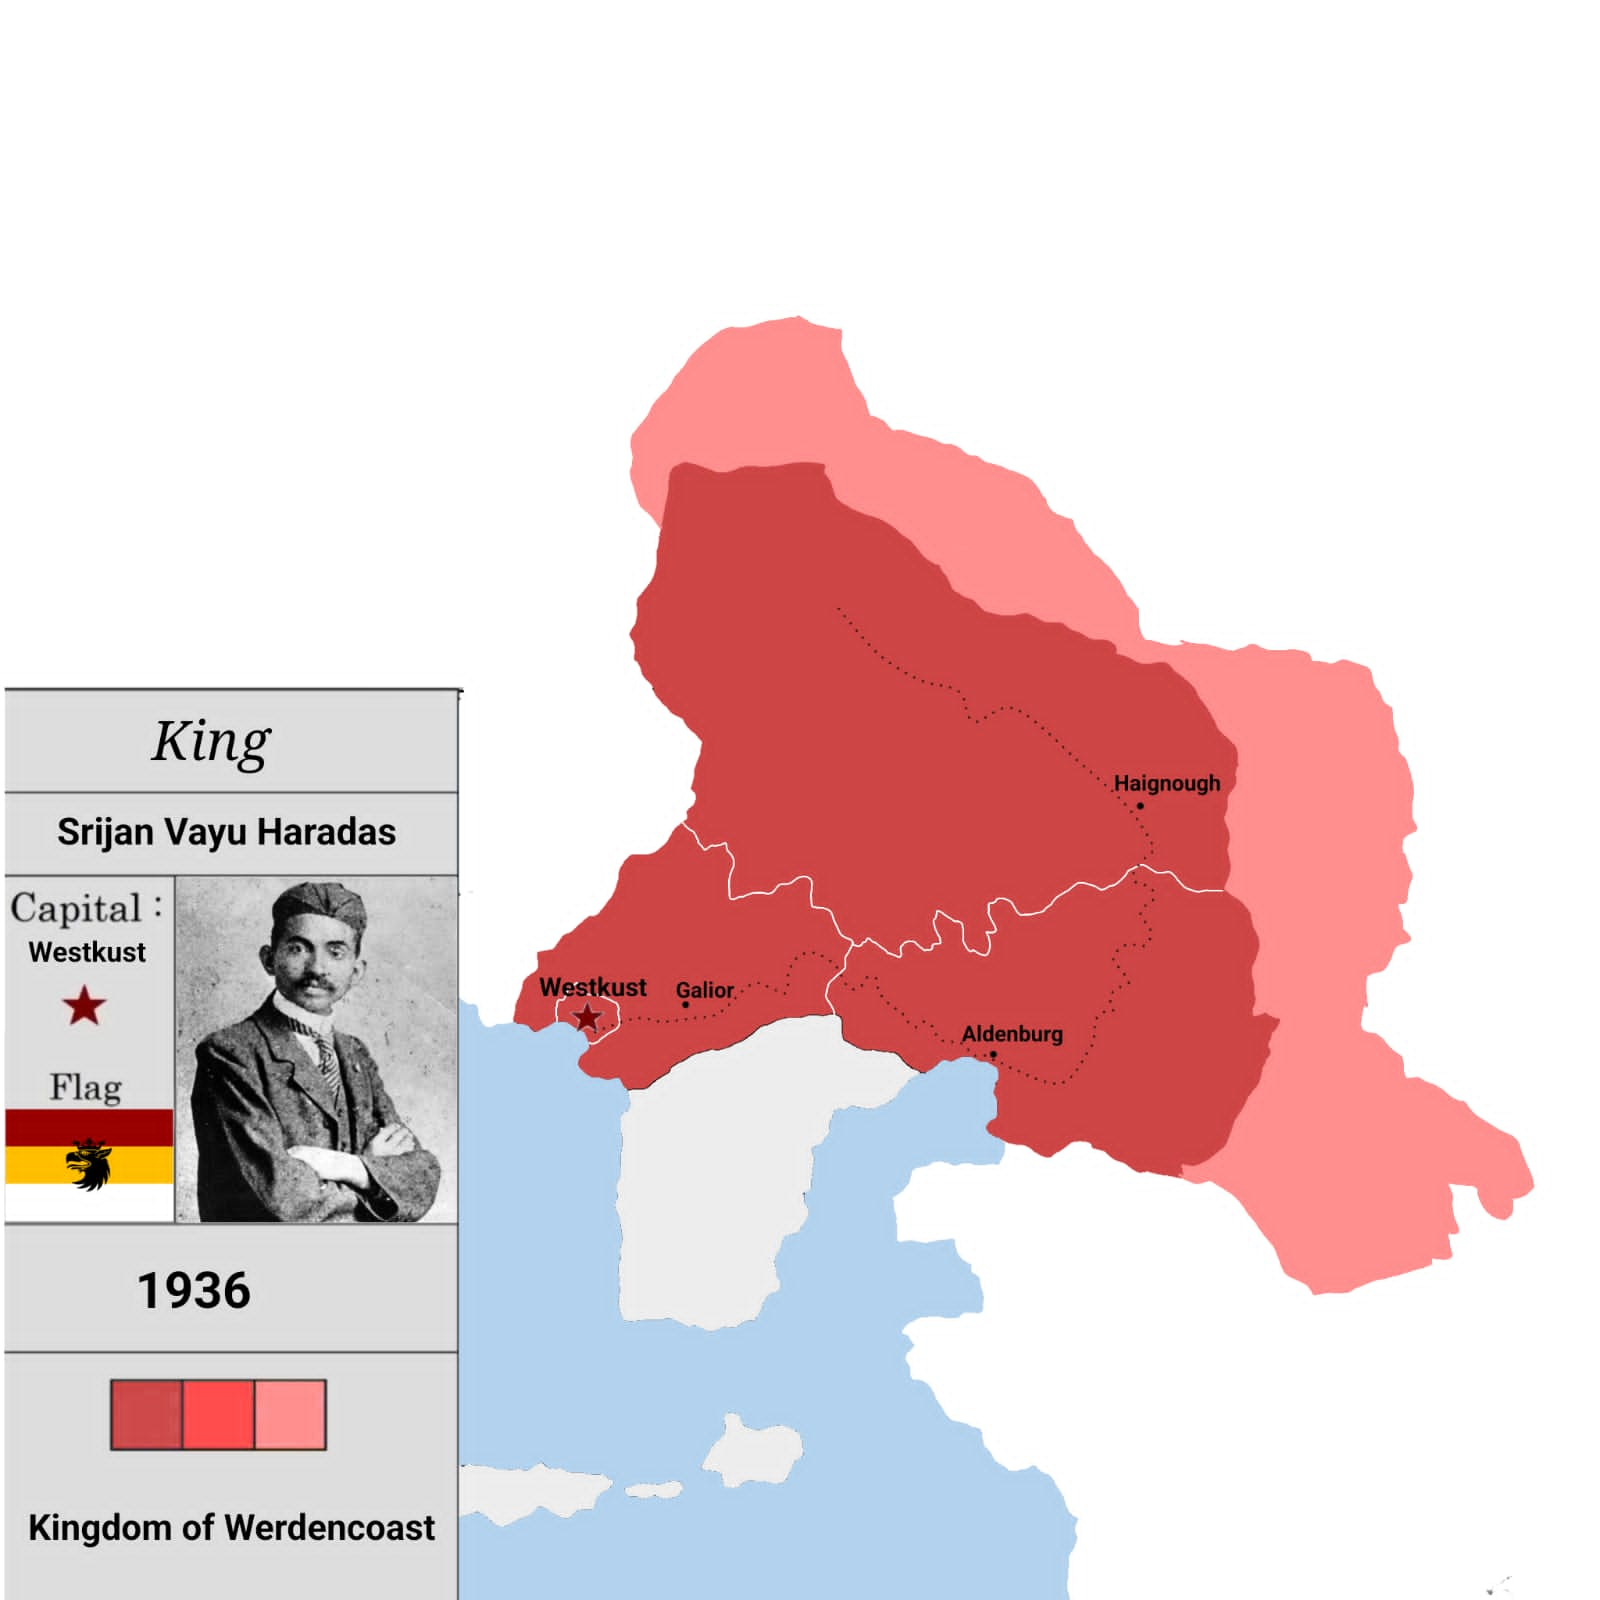 King
Srijan Vayu Haradas
Capital :
Westkust
Flag
1936
Kingdom of Werdencoast
Haignough
Westkust
Galior
Aldenburg